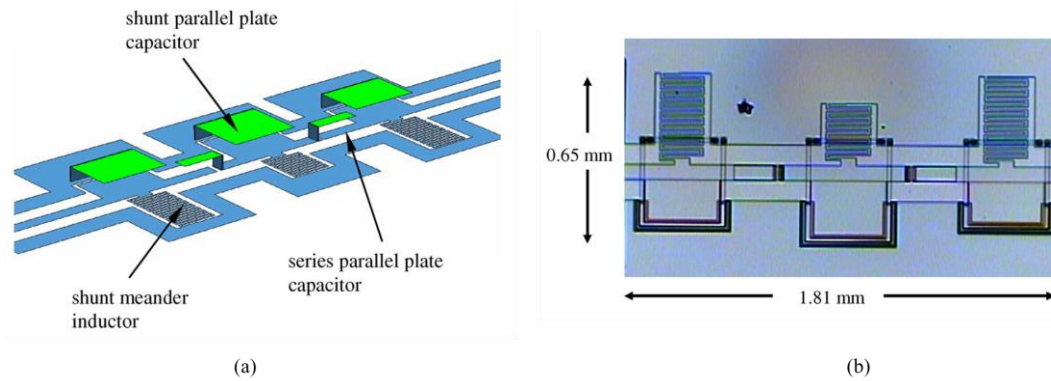 shunt parallel plate
capacitor
series parallel plate
capacitor
shunt meander
inductor
(a)
(b)
0.65 mm
1.81 mm